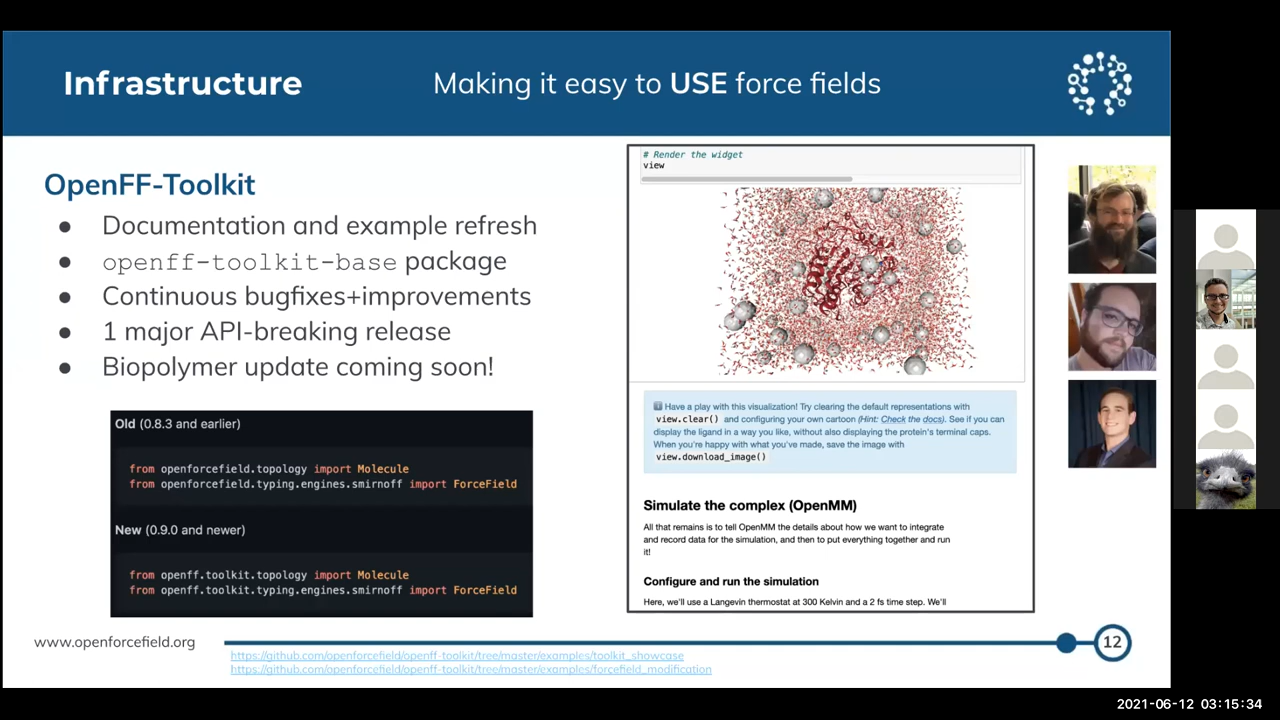 Infrastructure
Making it easy to USE force fields
OpenFF-Toolkit
● Documentation and example refresh
● openff-toolkit-base package
● Continuous bugfixes+improvements
● 1 major API-breaking release
● Biopolymer update coming soon!
Old (0.8.3 and earlier)
from openforcefield.topology import Molecule
from openforcefield.typing.engines.smirnoff import ForceField
New (0.9.0 and newer)
from openff.toolkit.topology import Molecule
from openff.toolkit.typing.engines.smirnoff import ForceField
# Render the widget
view
Have a play with this visualization! Try clearing the default representations with
view.clear() and configuring your own cartoon (Hint: Check the docs). See if you can
display the ligand in a way you like, without also displaying the protein's terminal caps.
When you're happy with what you've made, save the image with
view.download_image()
Simulate the complex (OpenMM)
All that remains is to tell OpenMM the details about how we want to integrate
and record data for the simulation, and then to put everything together and run
it!
Configure and run the simulation
Here, we'll use a Langevin thermostat at 300 Kelvin and a 2 fs time step. We'll
www.openforcefield.org
12
https://github.com/openforcefield/openff-toolkit/tree/master/examples/toolkit_showcase
https://github.com/openforcefield/openff-toolkit/tree/master/examples/forcefield_modification
2021-06-12 03:15:34